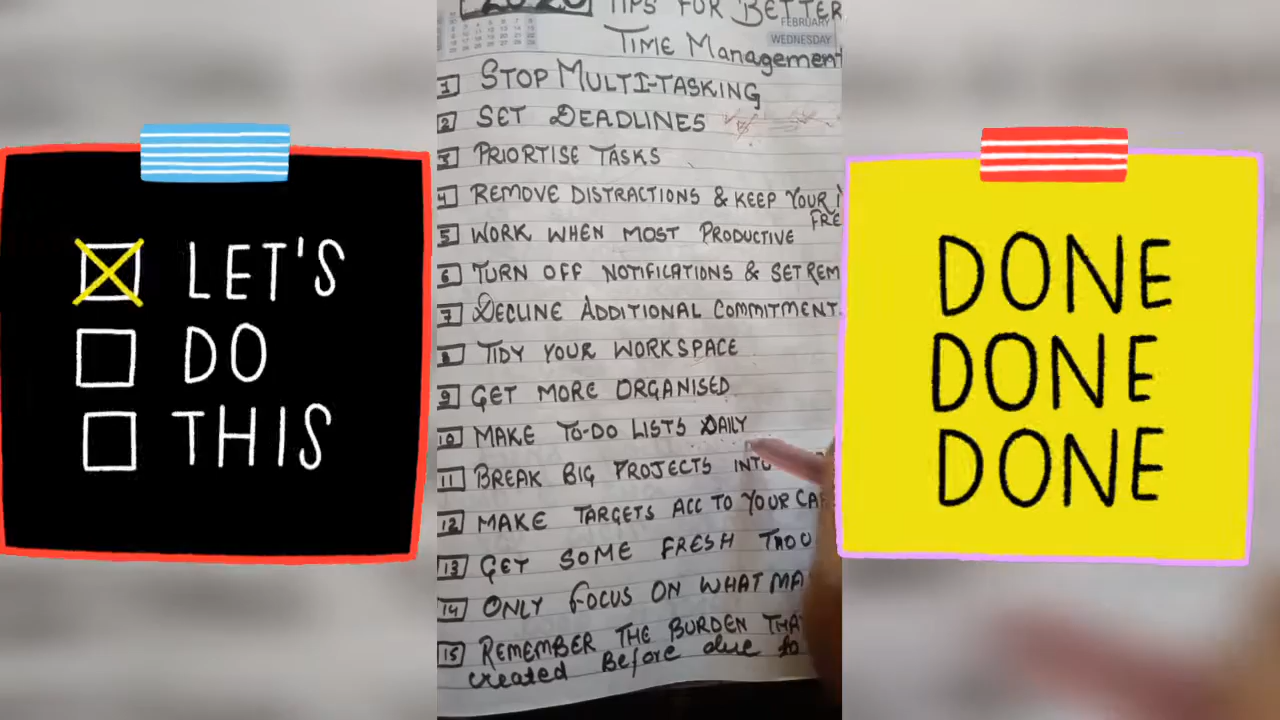 LET'S
DO
THIS
TIPS FOR BETTER
FEBRUARY
WEDNESDAY
TIME Management
1 STOP MULTI-TASKING
2 SET DEADLINES
3 PRIORTISE TASKS
4 REMOVE DISTRACTIONS & KEEP YOUR
5 WORK WHEN MOST PRODUCTIVE
6 TURN OFF NOTIFICATIONS & SET
7 DECLINE ADDITIONAL COMMITMENT
8 TIDY YOUR WORKSPACE
9 GET MORE ORGANISED
10 MAKE TO-DO LISTS DAILY
11 BREAK BIG PROJECTS INTO
12 MAKE TARGETS ACC TO YOUR
13 GET SOME FRESH
14 ONLY FOCUS ON WHAT
15 REMEMBER THE BURDEN
created Before due to
DONE
DONE
DONE